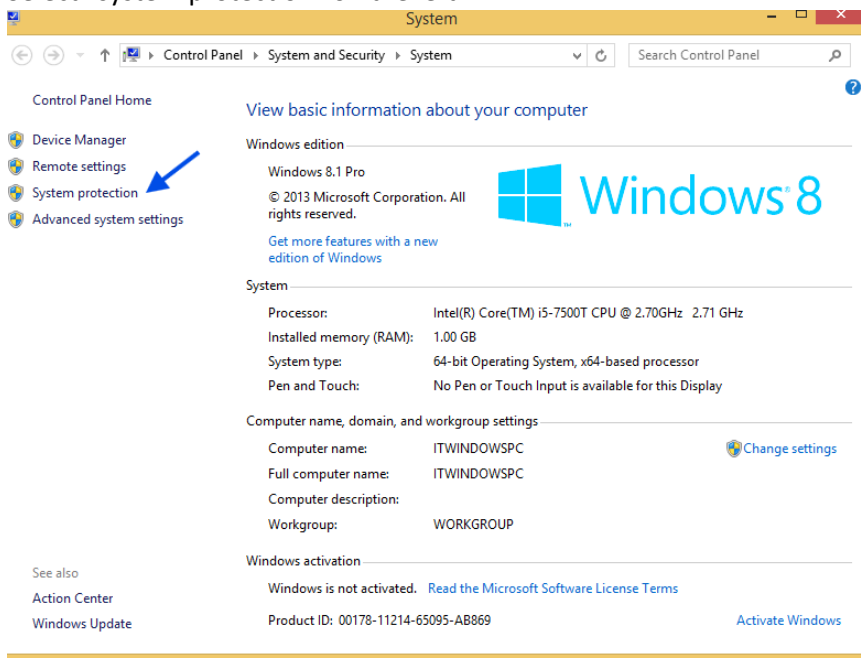 System
Control Panel System and Security System
Search Control Panel
Control Panel Home
Device Manager
Remote settings
System protection
Advanced system settings
See also
Action Center
Windows Update
View basic information about your computer
Windows edition
Windows 8.1 Pro
© 2013 Microsoft Corporation. All
rights reserved.
Get more features with a new
edition of Windows
Windows 8
System
Processor: Intel(R) Core(TM) i5-7500T CPU @ 2.70GHz 2.71 GHz
Installed memory (RAM): 1.00 GB
System type: 64-bit Operating System, x64-based processor
Pen and Touch: No Pen or Touch Input is available for this Display
Computer name, domain, and workgroup settings
Computer name: ITWINDOWSPC Change settings
Full computer name: ITWINDOWSPC
Computer description:
Workgroup: WORKGROUP
Windows activation
Windows is not activated. Read the Microsoft Software License Terms
Product ID: 00178-11214-65095-AB869 Activate Windows